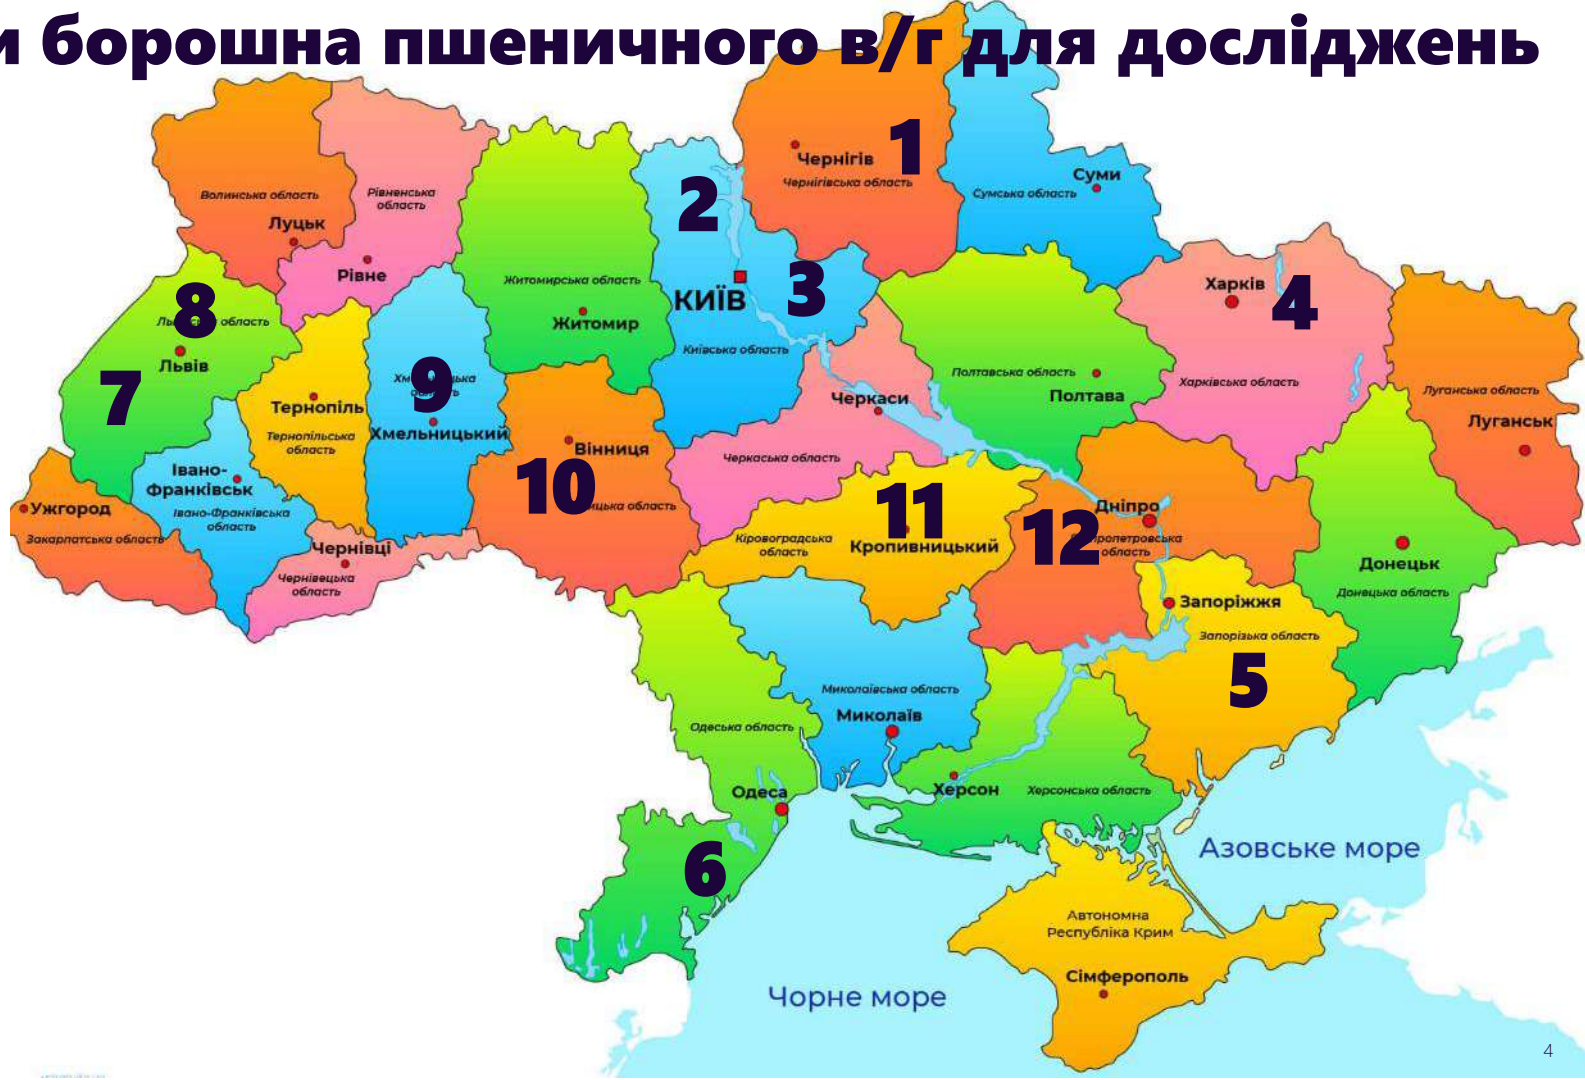 и борошна пшеничного в/г для досліджень
1
Чернігів
Чернігівська область
Суми
Сумська область
2
Волинська область
Луцьк
Рівненська
область
Рівне
Житомирська область
Житомир
КИЇВ
3
Київська область
Харків
4
Харківська область
8
область
Львів
7
Тернопіль
Тернопільська
область
9
Хмельницький
Полтавська область
Полтава
Луганська область
Луганськ
Черкаси
Черкаська область
Вінниця
10
Івано-
Франківськ
Івано-Франківська
область
Ужгород
Закарпатська область
Чернівці
Чернівецька
область
11
Кіровоградська
область
Кропивницький
Дніпро
12
область
Донецьк
Донецька область
Запоріжжя
Запорізька область
5
Миколаївська область
Миколаїв
Одеська область
Одеса
Херсон
Херсонська область
6
Азовське море
Автономна
Республіка Крим
Сімферополь
Чорне море
4